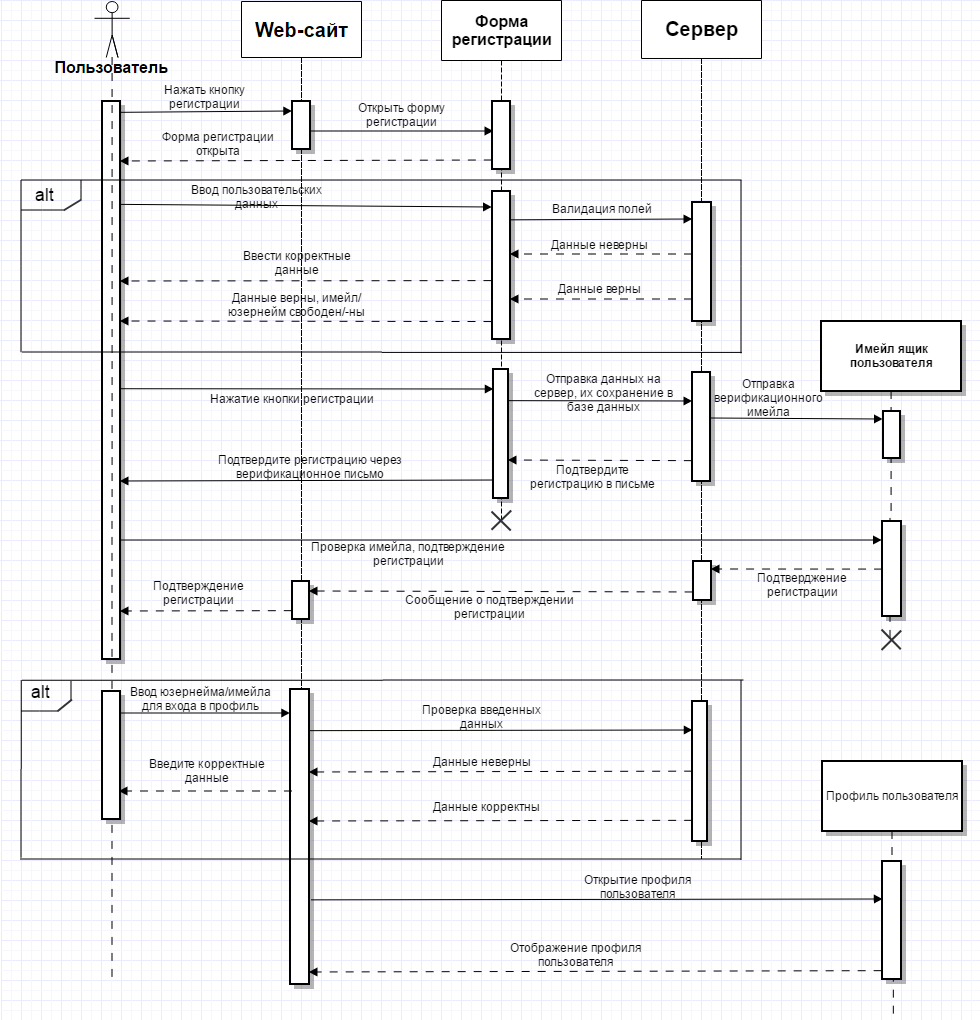 Web-сайт
Форма
регистрации
Сервер
Пользователь
Нажать кнопку
регистрации
Открыть форму
регистрации
Форма регистрации
открыта
alt
Ввод пользовательских
данных
Валидация полей
Данные неверны
Ввести корректные
данные
Данные верны
Данные верны, имейл/
юзернейм свободен/-ны
Имейл ящик
пользователя
Нажатие кнопки регистрации
Отправка данных на
сервер, их сохранение в
базе данных
Отправка
верификационного
имейла
Подтвердите регистрацию через
верификационное письмо
Подтвердите
регистрацию в письме
Проверка имейла, подтверждение
регистрации
Подтверджение
регистрации
Подтверждение
регистрации
Сообщение о подтверждении
регистрации
alt
Ввод юзернейма/имейла
для входа в профиль
Проверка введенных
данных
Введите корректные
данные
Данные неверны
Данные корректны
Профиль пользователя
Открытие профиля
пользователя
Отображение профиля
пользователя